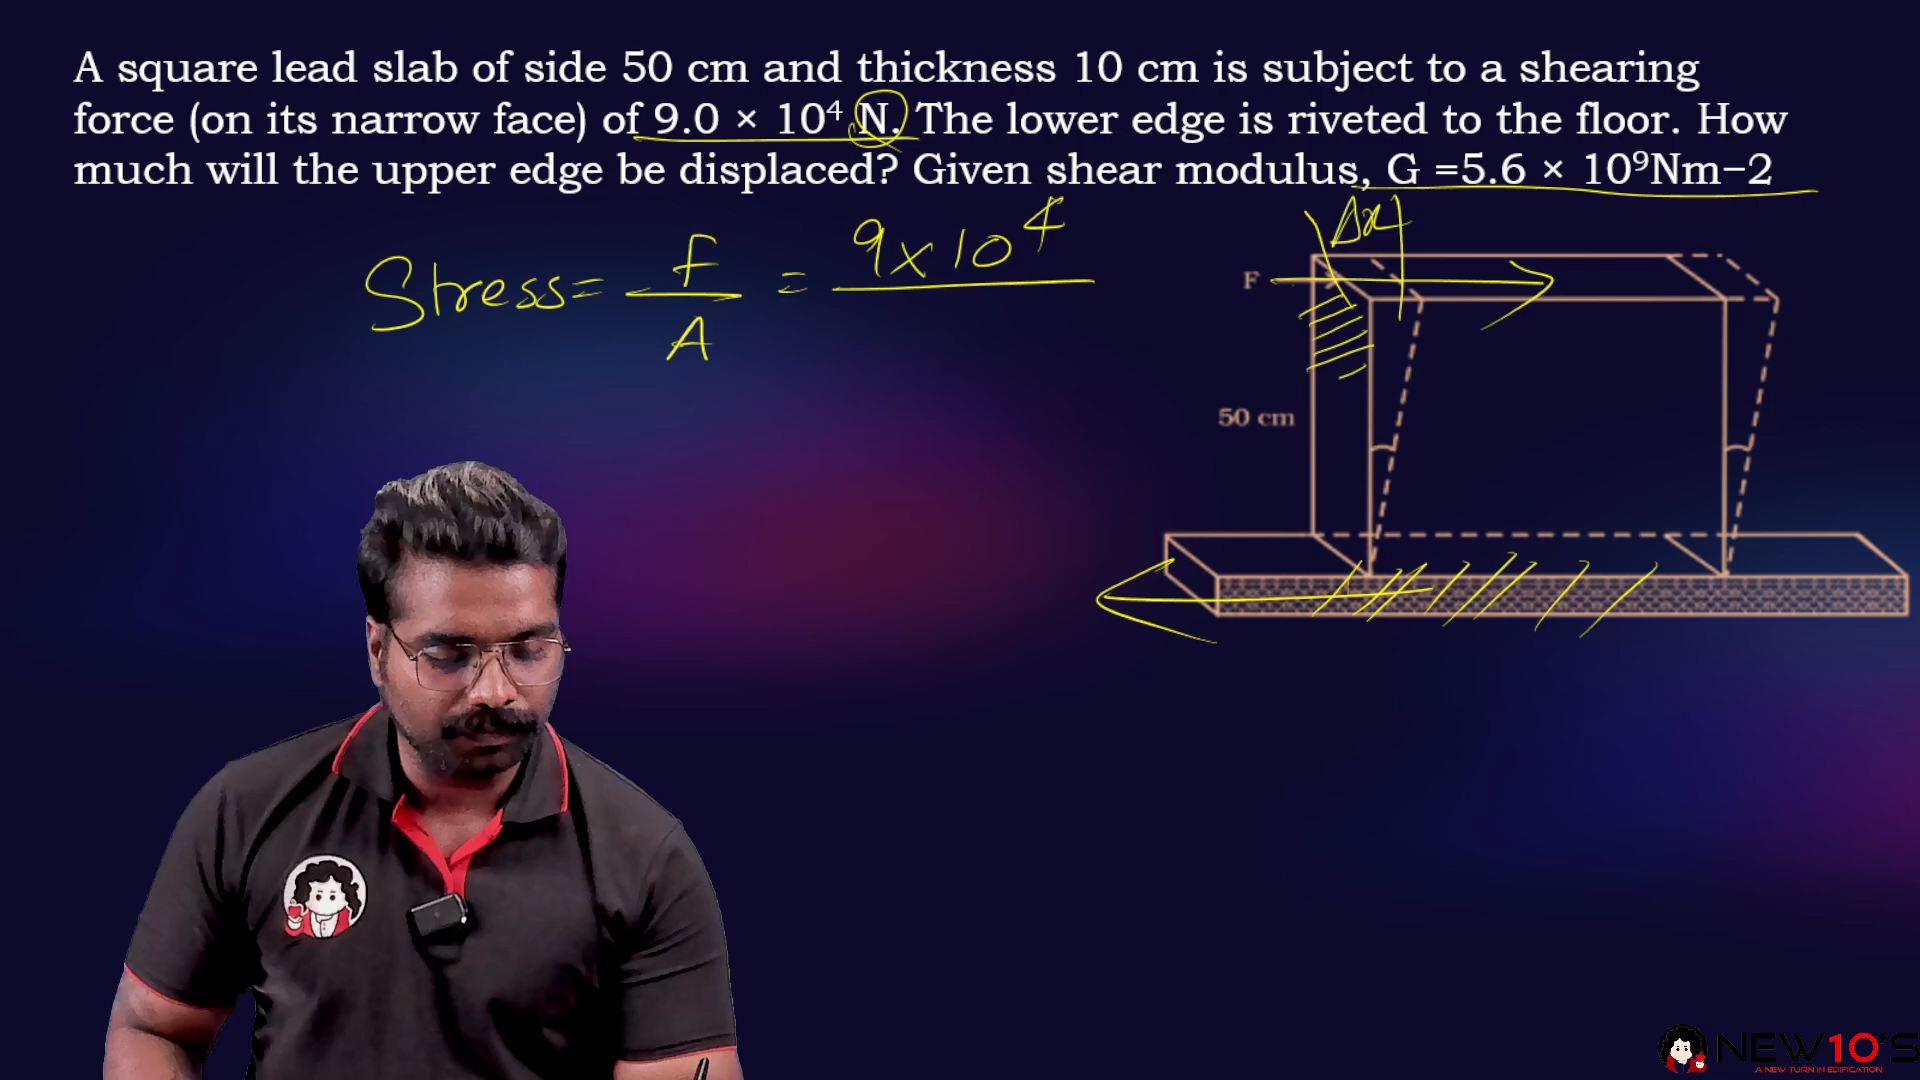 A square lead slab of side 50 cm and thickness 10 cm is subject to a shearing
force (on its narrow face) of 9.0 × 10⁴ N. The lower edge is riveted to the floor. How
much will the upper edge be displaced? Given shear modulus, G =5.6 × 10⁹Nm−2
Stress = F/A = 9×10⁴
Δx
F
50 cm
NEW10'S
A NEW TURN IN EDIFICATION